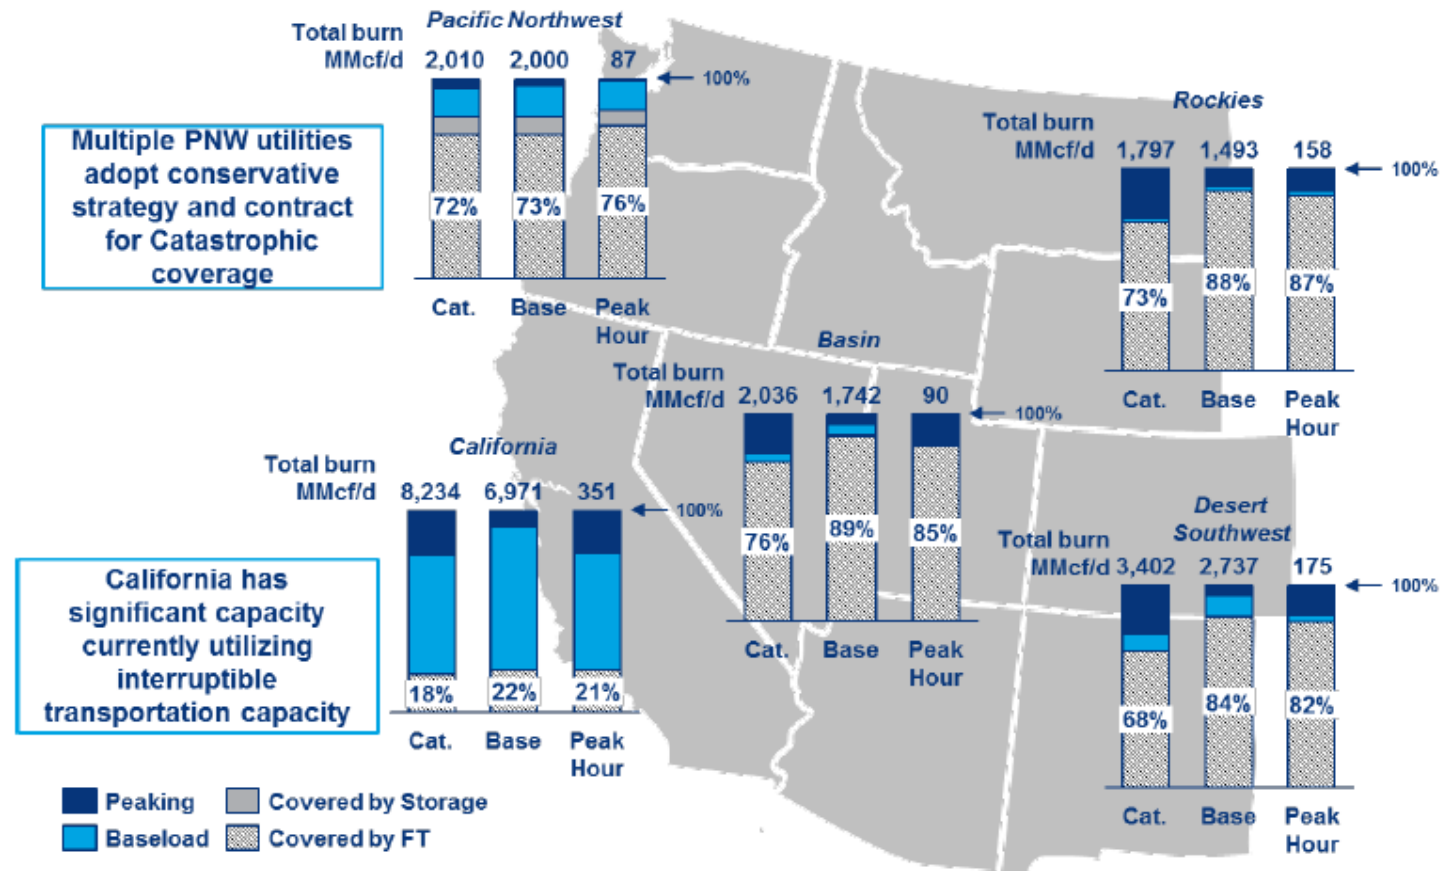 Pacific Northwest
Total burn
MMcf/d 2,010 2,000 87
100%
72% 73% 76%
Cat. Base Peak
Hour
Multiple PNW utilities
adopt conservative
strategy and contract
for Catastrophic
coverage
Rockies
Total burn
MMcf/d 1,797 1,493 158
100%
73% 88% 87%
Cat. Base Peak
Hour
Basin
Total burn
MMcf/d 2,036 1,742 90
100%
76% 89% 85%
Cat. Base Peak
Hour
California
Total burn
MMcf/d 8,234 6,971 351
100%
18% 22% 21%
Cat. Base Peak
Hour
California has
significant capacity
currently utilizing
interruptible
transportation capacity
Desert
Southwest
Total burn
MMcf/d 3,402 2,737 175
100%
68% 84% 82%
Cat. Base Peak
Hour
Peaking Covered by Storage
Baseload Covered by FT